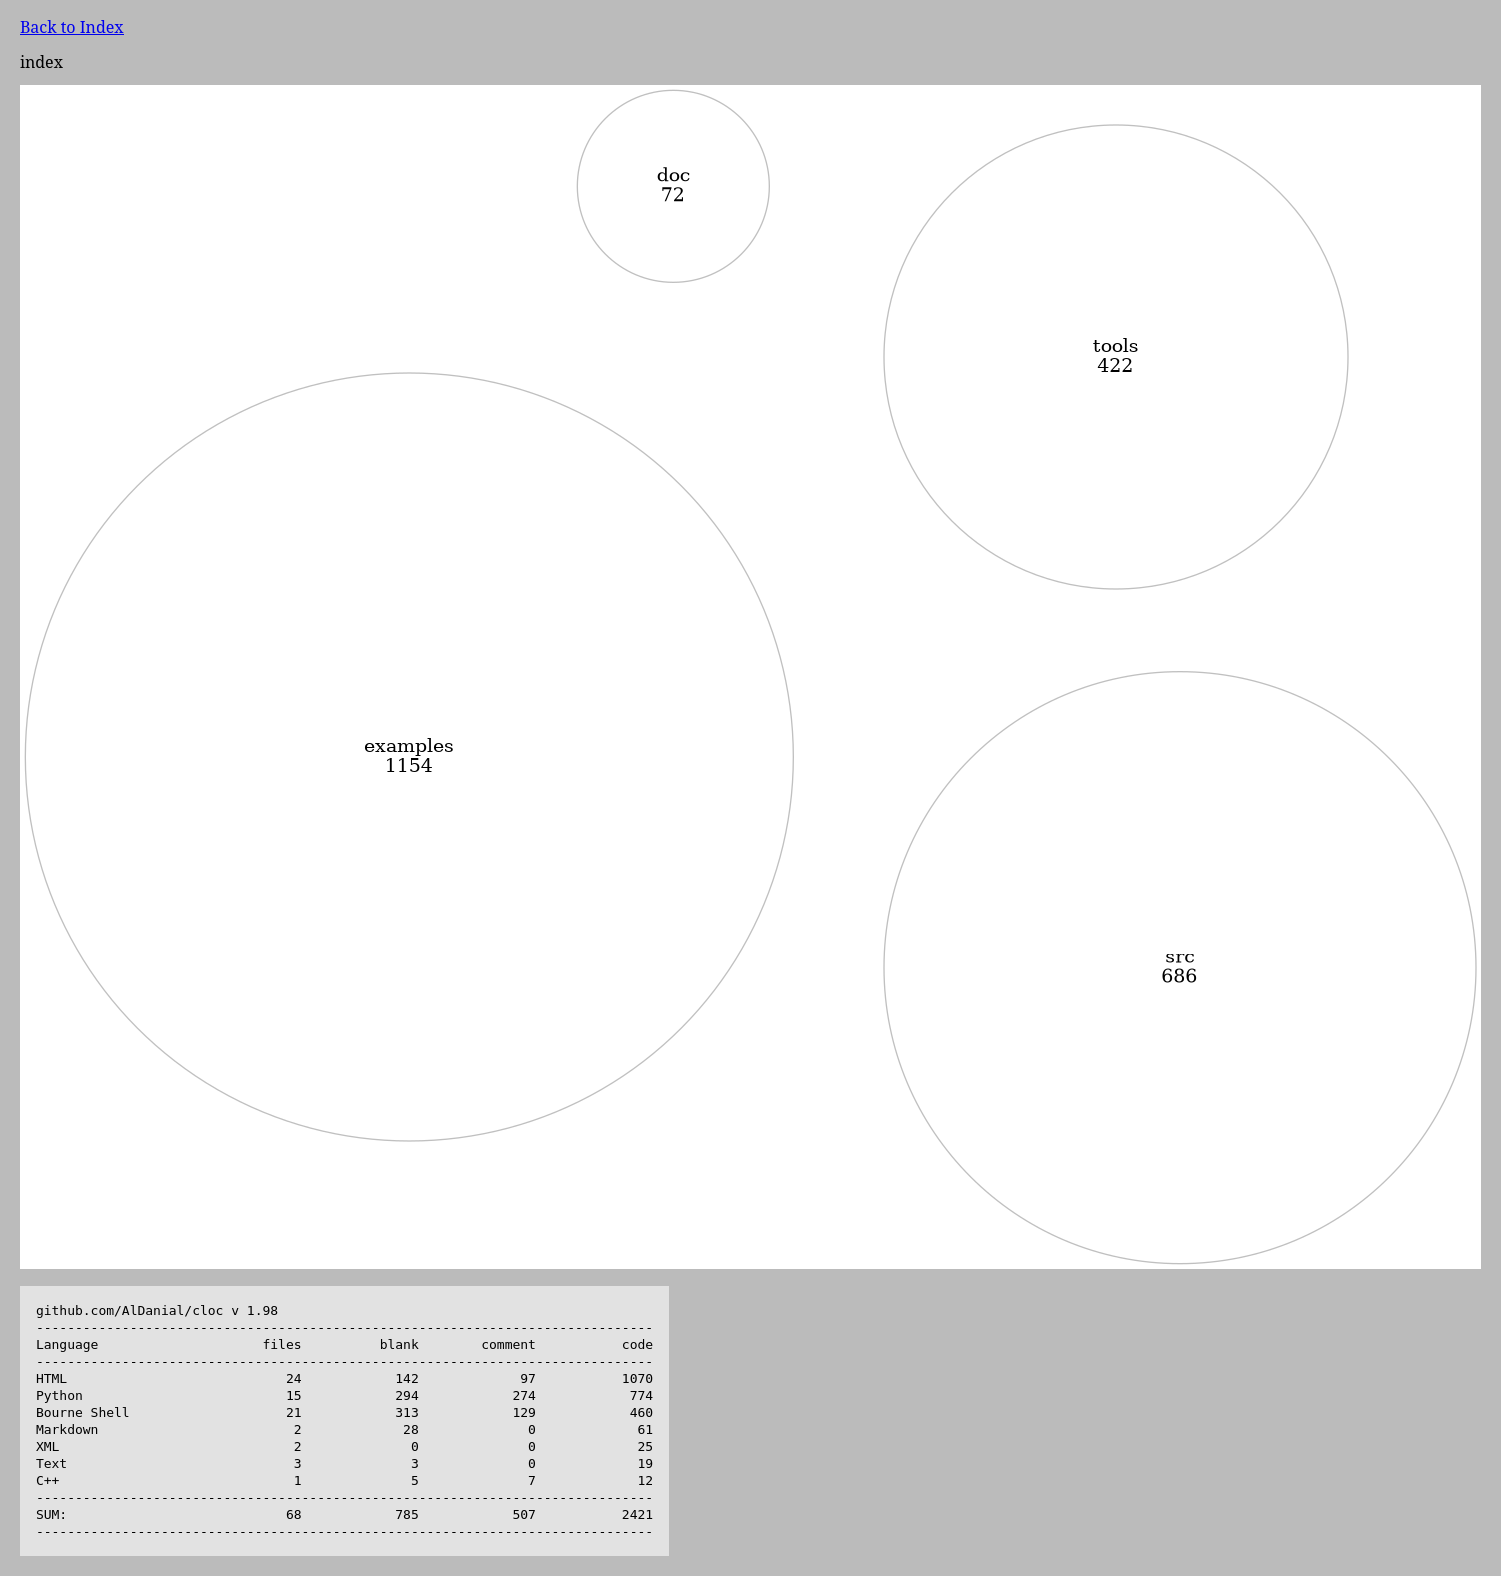 Back to Index
index
doc
72
tools
422
examples
1154
src
686
github.com/AlDanial/cloc v 1.98
-------------------------------------------------------------------------------
Language                     files          blank        comment           code
-------------------------------------------------------------------------------
HTML                            24            142             97           1070
Python                          15            294            274            774
Bourne Shell                    21            313            129            460
Markdown                         2             28              0             61
XML                              2              0              0             25
Text                             3              3              0             19
C++                              1              5              7             12
-------------------------------------------------------------------------------
SUM:                            68            785            507           2421
-------------------------------------------------------------------------------